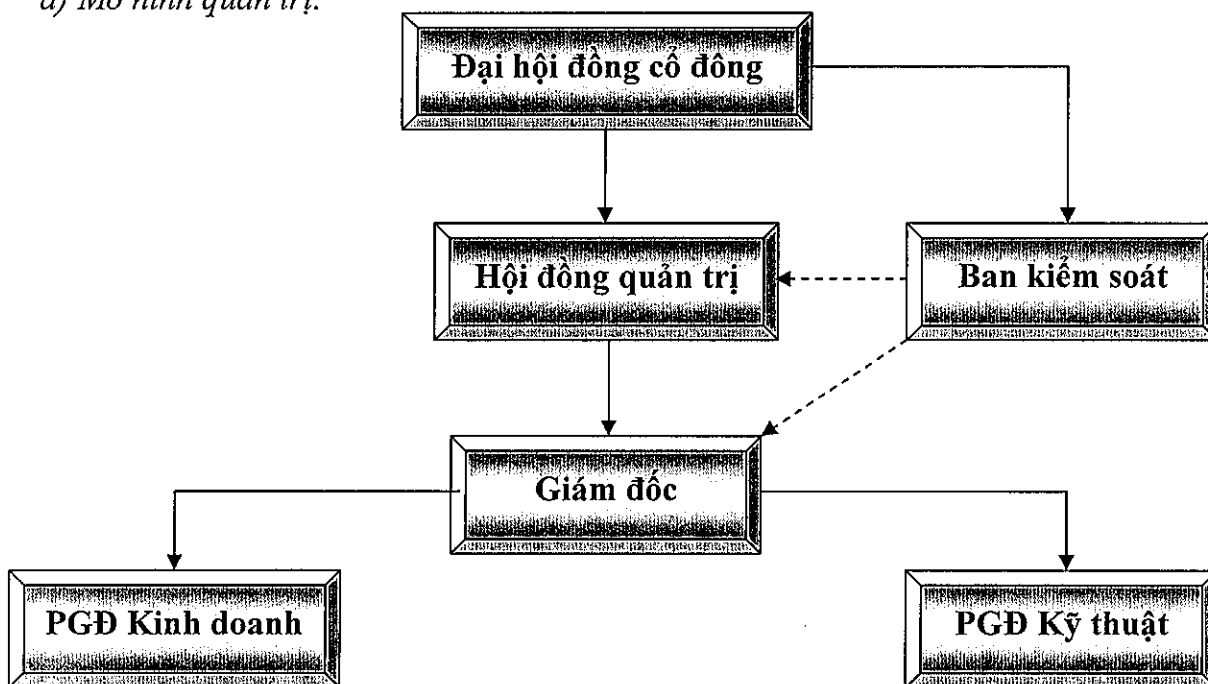 a) Mô hình quản trị:
Đại hội đồng cổ đông
Hội đồng quản trị
Ban kiểm soát
Giám đốc
PGĐ Kinh doanh
PGĐ Kỹ thuật